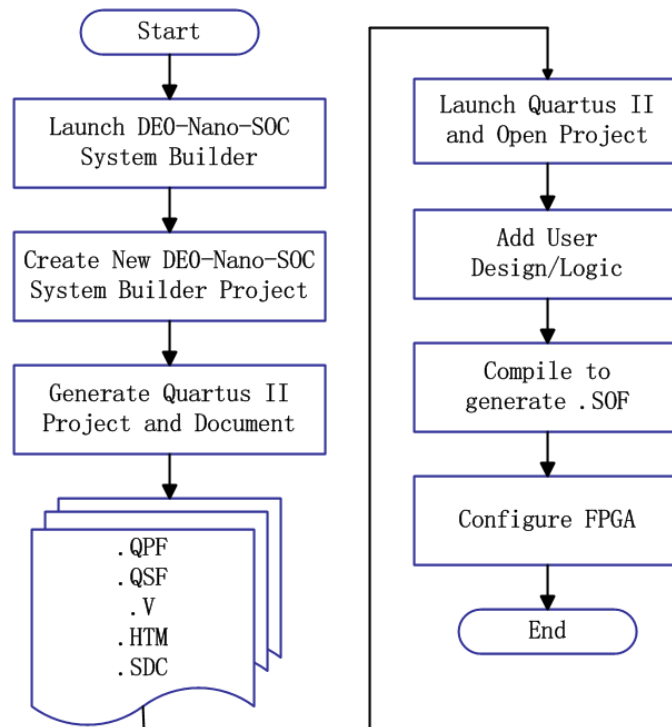 Start
Launch DE0-Nano-SOC
System Builder
Create New DE0-Nano-SOC
System Builder Project
Generate Quartus II
Project and Document
.QPF
.QSF
.V
.HTM
.SDC
Launch Quartus II
and Open Project
Add User
Design/Logic
Compile to
generate .SOF
Configure FPGA
End